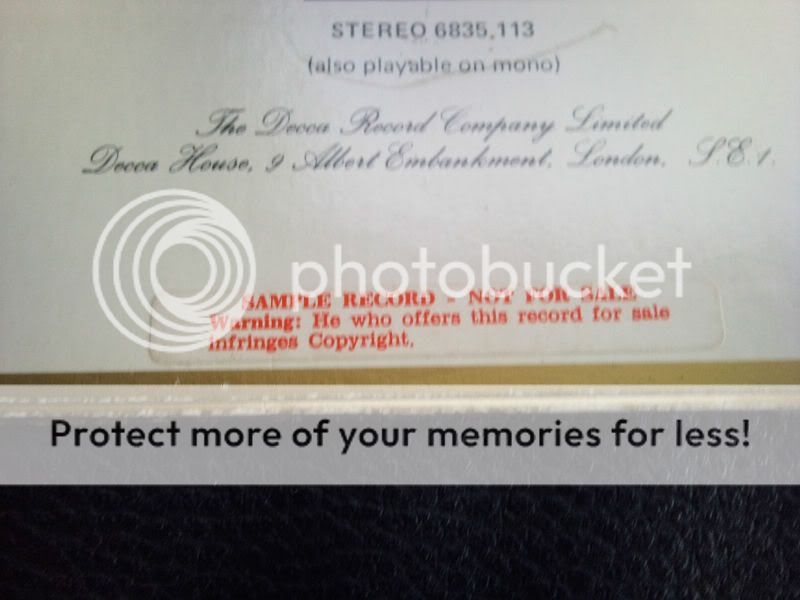 STEREO 6835,113
(also playable on mono)
The Decca Record Company Limited
Decca House, 9 Albert Embankment, London, S.E.1.
photobucket
SAMPLE RECORD - NOT FOR SALE
Warning: He who offers this record for sale
infringes Copyright.
Protect more of your memories for less!